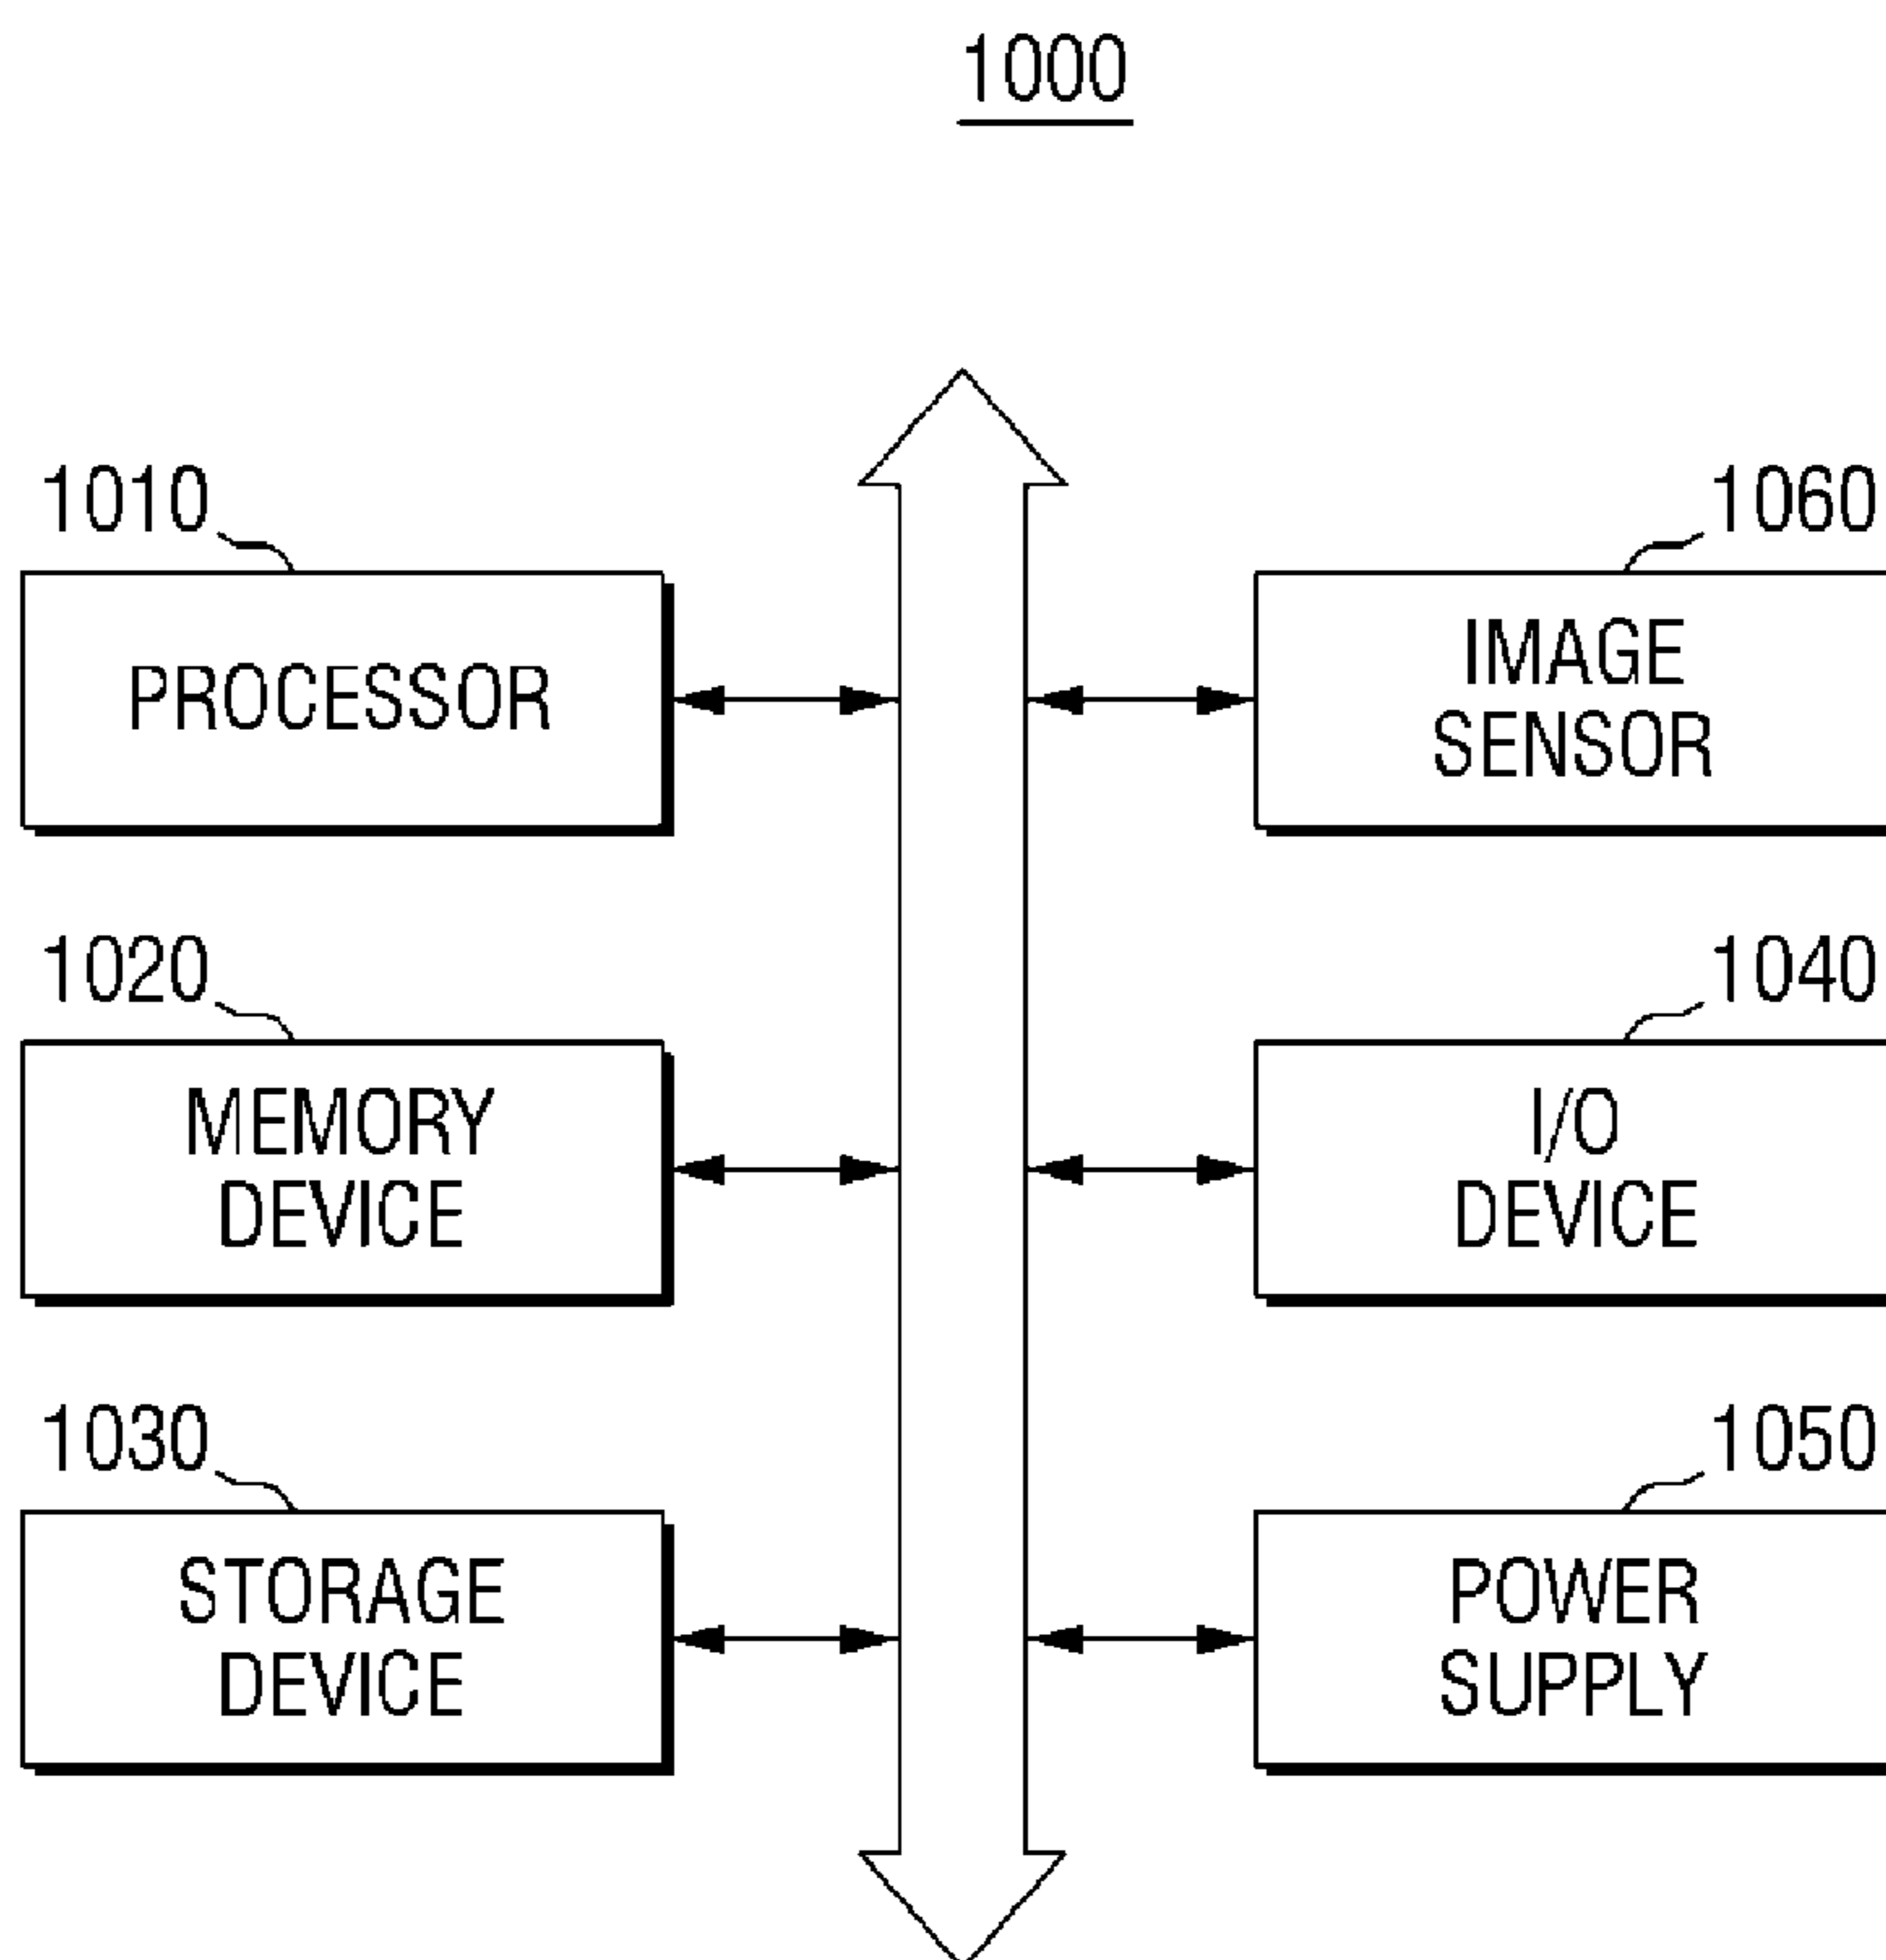 1000
1010
PROCESSOR
1060
IMAGE
SENSOR
1020
MEMORY
DEVICE
1040
I/O
DEVICE
1030
STORAGE
DEVICE
1050
POWER
SUPPLY